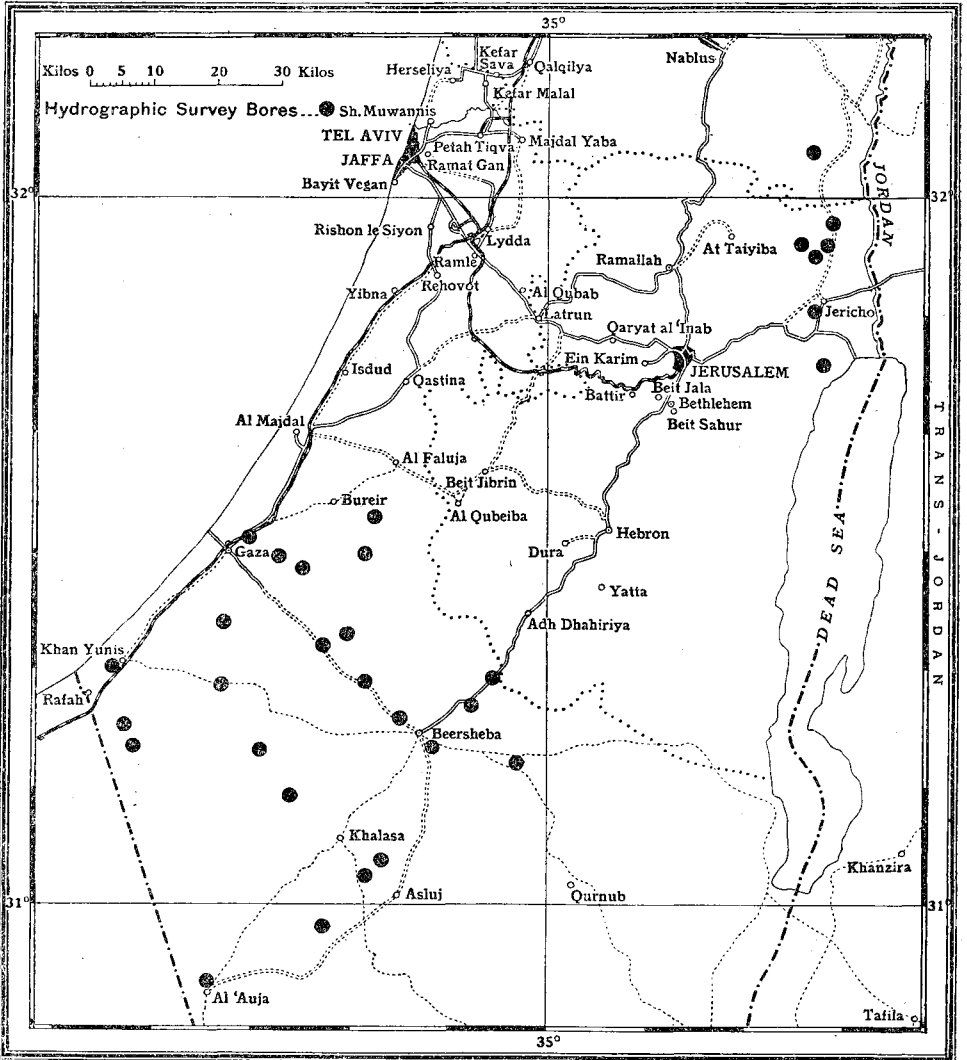 35°
Kilos 0 5 10 20 30 Kilos
Hydrographic Survey Bores....
Kefar
Sava
Herseliya
Qalqilya
Nablus
Kefar Malal
Sh. Muwannis
TEL AVIV
Petah Tiqva
Majdal Yaba
JAFFA
Ramat Gan
Bayit Vegan
32°
32°
JORDAN
Rishon le Siyon
Lydda
At Taiyiba
Ramle
Ramallah
Rehovot
Yibna
Al Qubab
Latrun
Jericho
Qaryat al 'Inab
Ein Karim
JERUSALEM
Isdud
Qastina
Battir
Beit Jala
Bethlehem
Beit Sahur
Al Majdal
TRANS-JORDAN
Al Faluja
Beit Jibrin
Bureir
Al Qubeiba
Hebron
Gaza
Dura
DEAD SEA
Yatta
Adh Dhahiriya
Khan Yunis
Rafah
Beersheba
Khalasa
Khanzira
Asluj
Qurnub
31°
31°
Al 'Auja
Tafila
35°